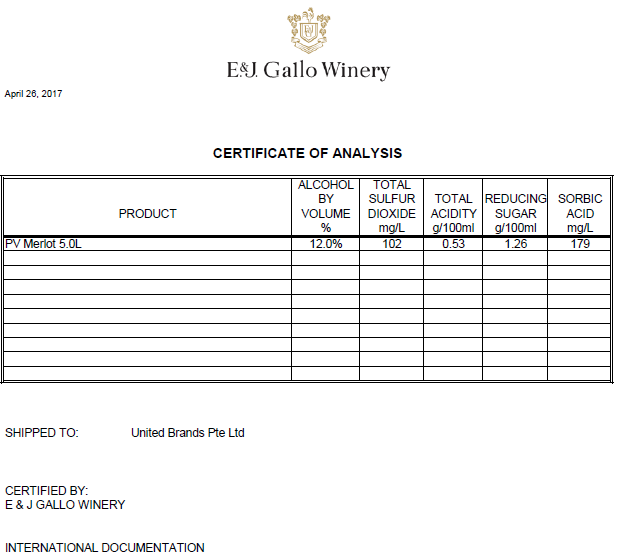 E&J. Gallo Winery
April 26, 2017
CERTIFICATE OF ANALYSIS
PRODUCT ALCOHOL BY VOLUME % TOTAL SULFUR DIOXIDE mg/L TOTAL ACIDITY g/100ml REDUCING SUGAR g/100ml SORBIC ACID mg/L
PV Merlot 5.0L 12.0% 102 0.53 1.26 179
SHIPPED TO: United Brands Pte Ltd
CERTIFIED BY:
E & J GALLO WINERY
INTERNATIONAL DOCUMENTATION